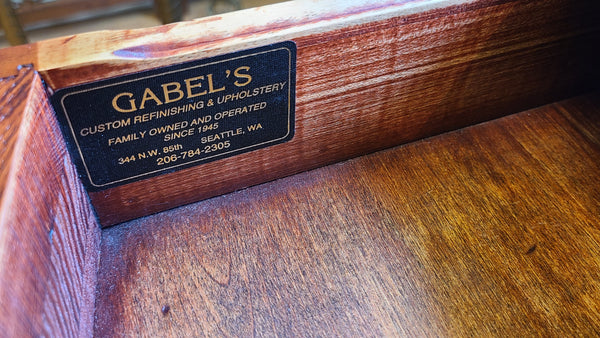 GABEL'S
CUSTOM REFINISHING & UPHOLSTERY
FAMILY OWNED AND OPERATED
SINCE 1945
344 N.W. 85th SEATTLE, WA
206-784-2305